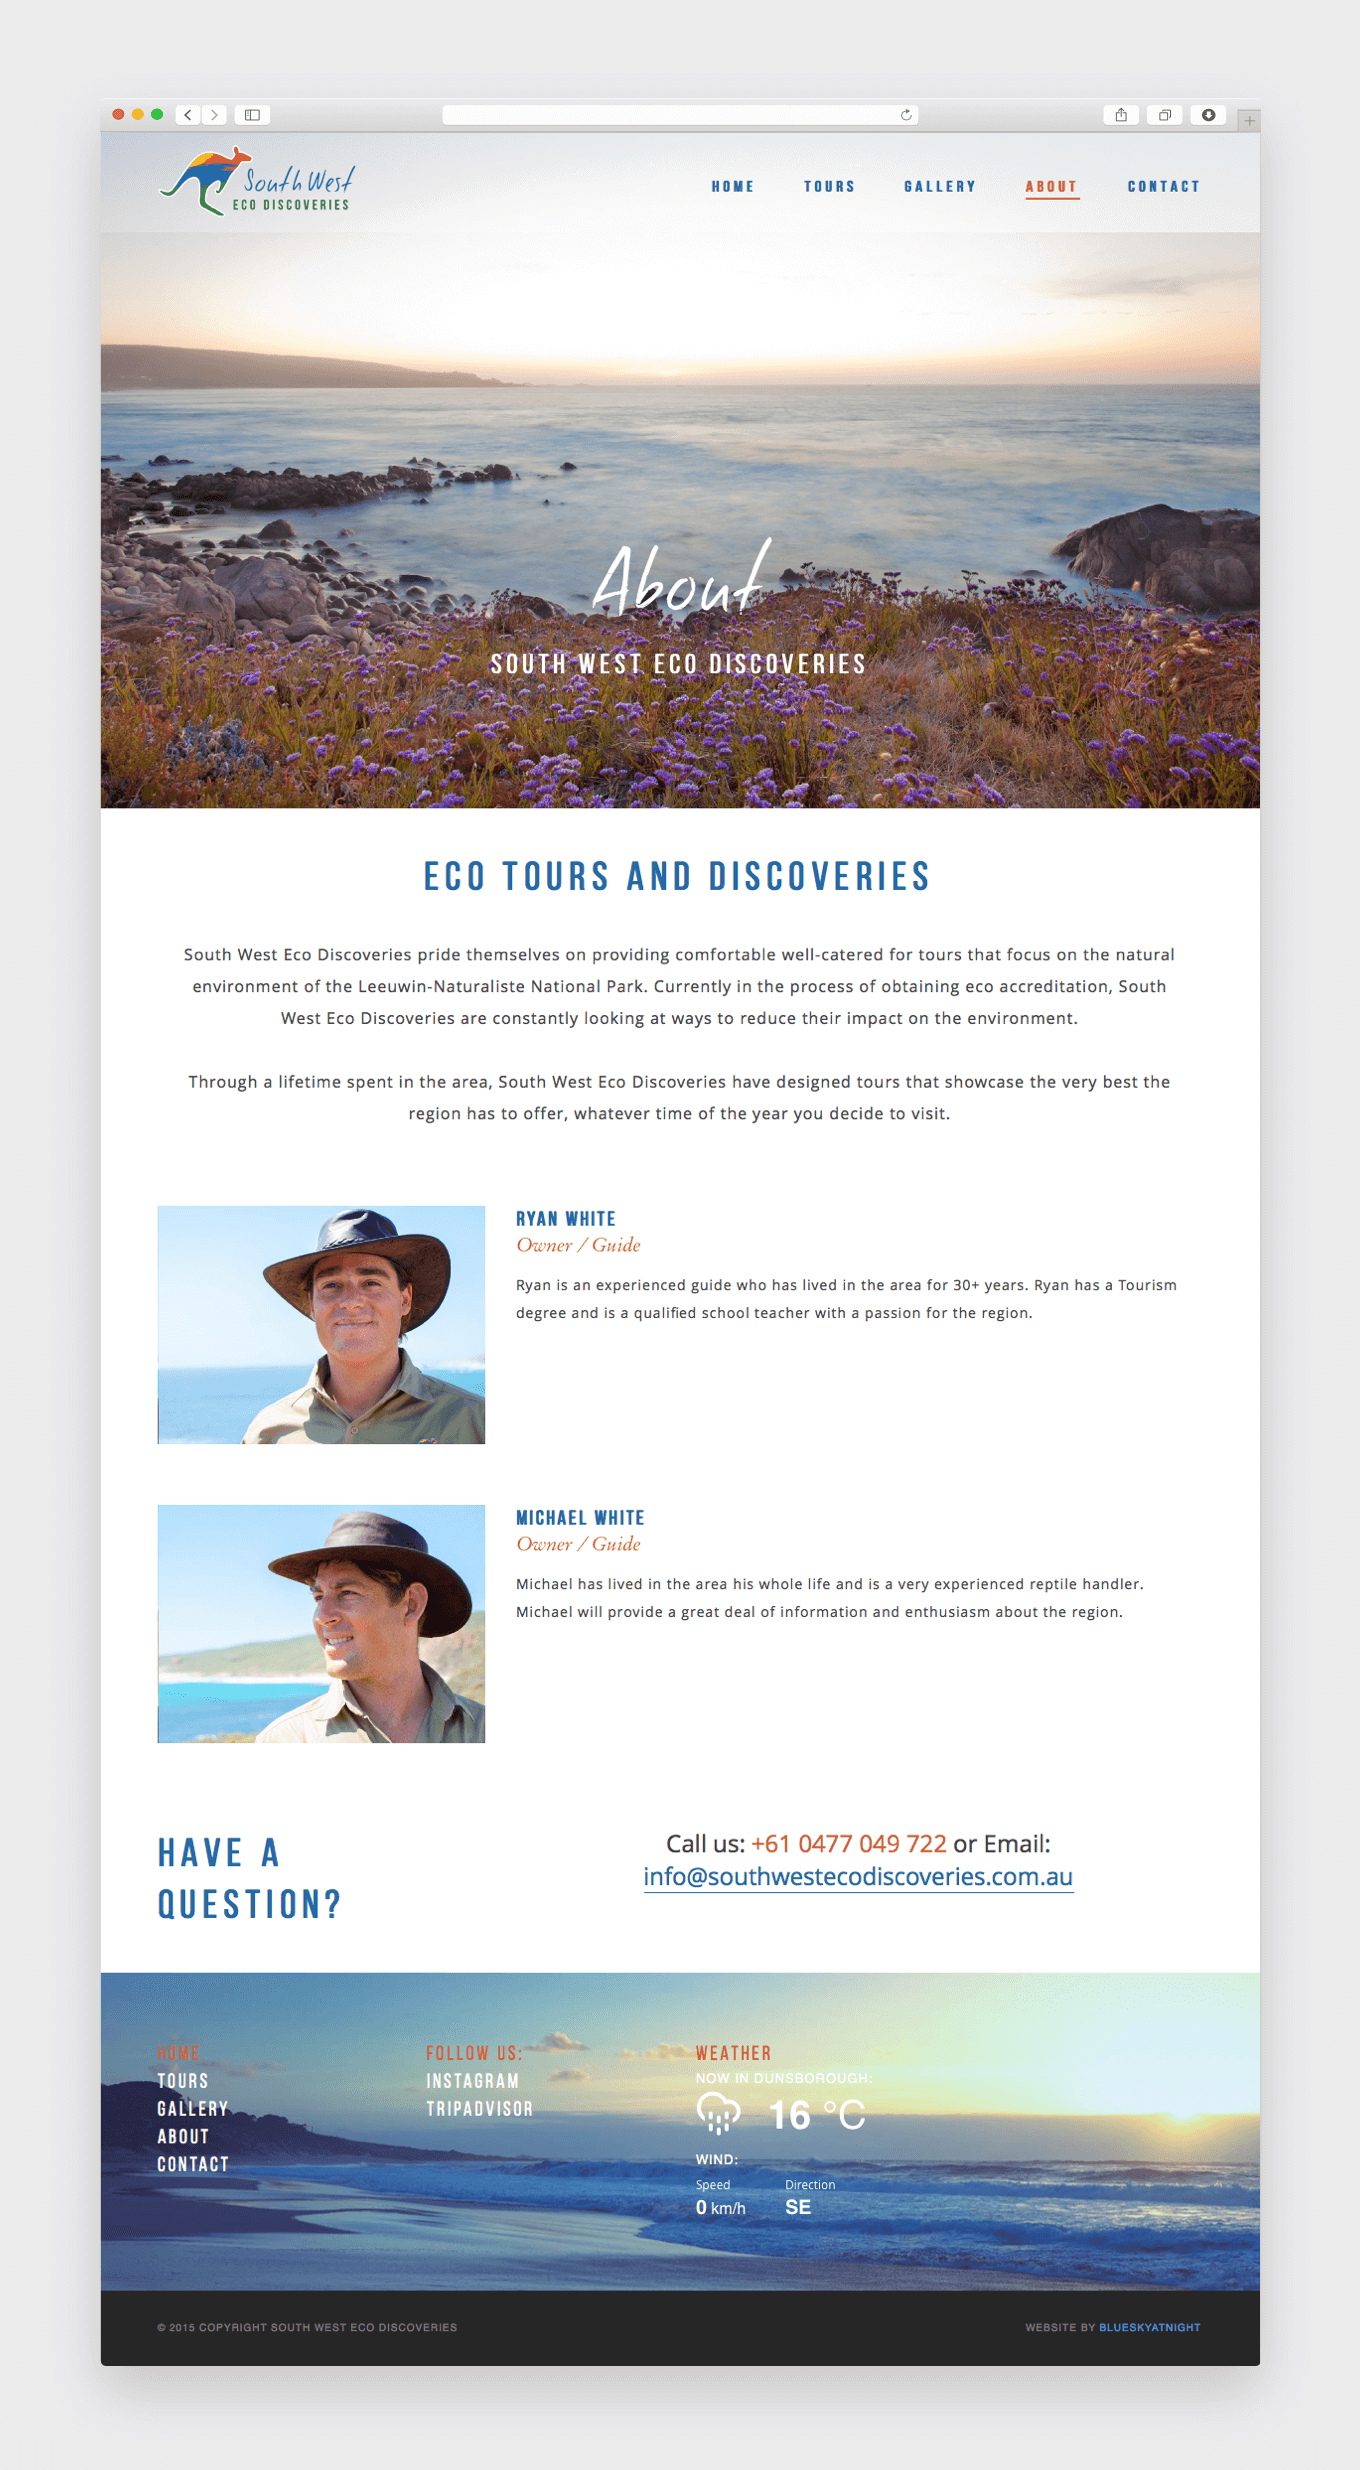 South West
ECO DISCOVERIES
HOME TOURS GALLERY ABOUT CONTACT
About
SOUTH WEST ECO DISCOVERIES
ECO TOURS AND DISCOVERIES
South West Eco Discoveries pride themselves on providing comfortable well-catered for tours that focus on the natural
environment of the Leeuwin-Naturaliste National Park. Currently in the process of obtaining eco accreditation, South
West Eco Discoveries are constantly looking at ways to reduce their impact on the environment.
Through a lifetime spent in the area, South West Eco Discoveries have designed tours that showcase the very best the
region has to offer, whatever time of the year you decide to visit.
RYAN WHITE
Owner / Guide
Ryan is an experienced guide who has lived in the area for 30+ years. Ryan has a Tourism
degree and is a qualified school teacher with a passion for the region.
MICHAEL WHITE
Owner / Guide
Michael has lived in the area his whole life and is a very experienced reptile handler.
Michael will provide a great deal of information and enthusiasm about the region.
HAVE A
QUESTION?
Call us: +61 0477 049 722 or Email:
info@southwestecodiscoveries.com.au
HOME
TOURS
GALLERY
ABOUT
CONTACT
FOLLOW US:
INSTAGRAM
TRIPADVISOR
WEATHER
NOW IN DUNSBOROUGH:
16 °C
WIND:
Speed Direction
0 km/h SE
© 2015 COPYRIGHT SOUTH WEST ECO DISCOVERIES
WEBSITE BY BLUESKYATNIGHT